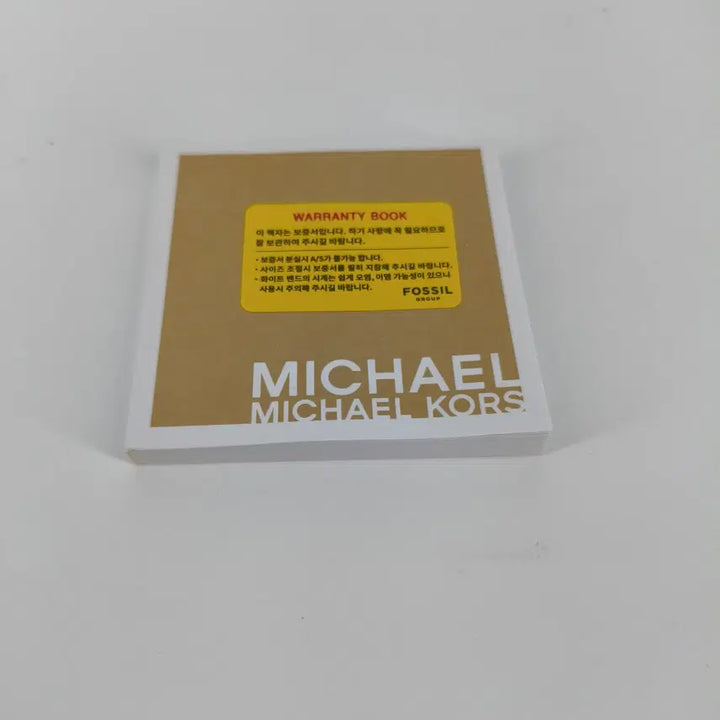 WARRANTY BOOK
이 책자는 보증서입니다. 하기 사항에 꼭 필요하므로
잘 보관하여 주시길 바랍니다.
· 보증서 분실시 A/S가 불가능 합니다.
· 사이즈 조절시 보증서를 필히 지참해 주시길 바랍니다.
· 화이트 밴드의 시계는 쉽게 오염, 이염 가능성이 있으니
사용시 주의해 주시길 바랍니다.
FOSSIL
GROUP
MICHAEL
MICHAEL KORS